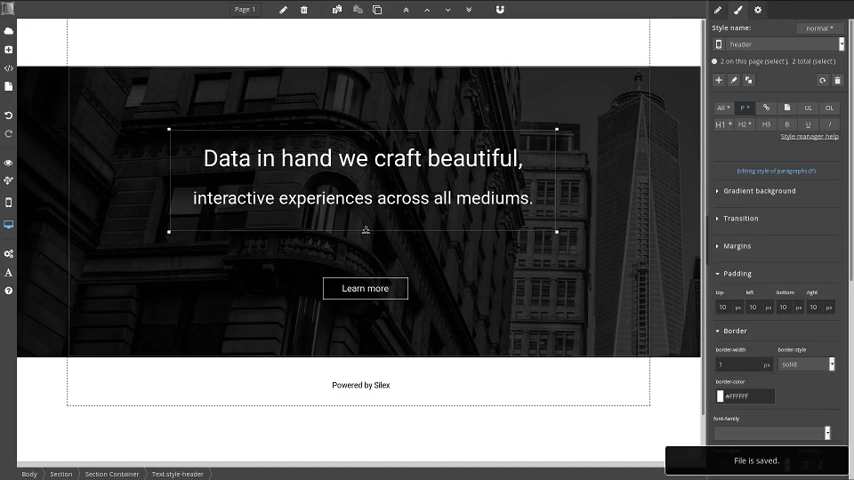 Page 1
Style name:
normal *
header
2 on this page (select), 2 total (select)
All *
P *
UL
OL
H1 *
H2 *
H3
B
U
I
Style manager help
Editing style of paragraphs (P)
Gradient background
Transition
Margins
Padding
top left bottom right
10 px 10 px 10 px 10 px
Border
border-width border-style
1 px solid
border-color
#FFFFFF
font-family
Data in hand we craft beautiful,
interactive experiences across all mediums.
Learn more
Powered by Silex
File is saved.
Body
Section
Section Container
Text.style-header